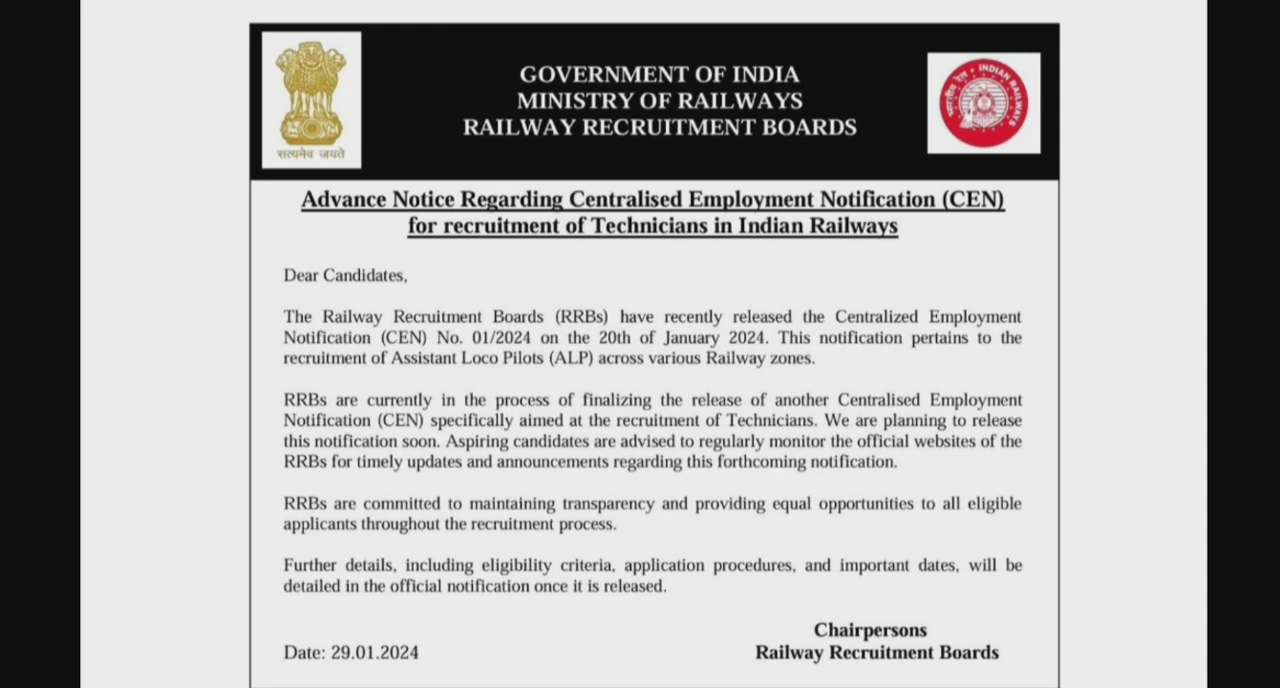 GOVERNMENT OF INDIA
MINISTRY OF RAILWAYS
RAILWAY RECRUITMENT BOARDS
सत्यमेव जयते
भारतीय रेल
INDIAN RAILWAYS
Advance Notice Regarding Centralised Employment Notification (CEN)
for recruitment of Technicians in Indian Railways
Dear Candidates,
The Railway Recruitment Boards (RRBs) have recently released the Centralized Employment
Notification (CEN) No. 01/2024 on the 20th of January 2024. This notification pertains to the
recruitment of Assistant Loco Pilots (ALP) across various Railway zones.
RRBs are currently in the process of finalizing the release of another Centralised Employment
Notification (CEN) specifically aimed at the recruitment of Technicians. We are planning to release
this notification soon. Aspiring candidates are advised to regularly monitor the official websites of the
RRBs for timely updates and announcements regarding this forthcoming notification.
RRBs are committed to maintaining transparency and providing equal opportunities to all eligible
applicants throughout the recruitment process.
Further details, including eligibility criteria, application procedures, and important dates, will be
detailed in the official notification once it is released.
Chairpersons
Date: 29.01.2024
Railway Recruitment Boards